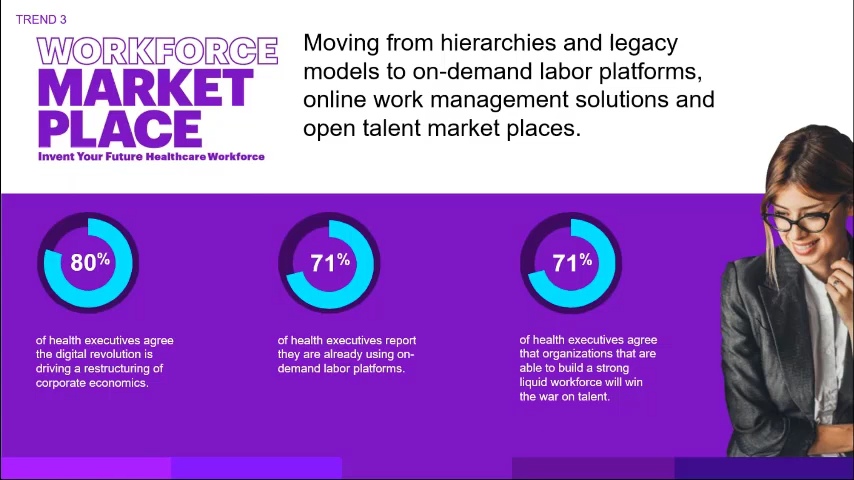 TREND 3
WORKFORCE
MARKET
PLACE
Invent Your Future Healthcare Workforce
Moving from hierarchies and legacy
models to on-demand labor platforms,
online work management solutions and
open talent market places.
80%
of health executives agree
the digital revolution is
driving a restructuring of
corporate economics.
71%
of health executives report
they are already using on-
demand labor platforms.
71%
of health executives agree
that organizations that are
able to build a strong
liquid workforce will win
the war on talent.